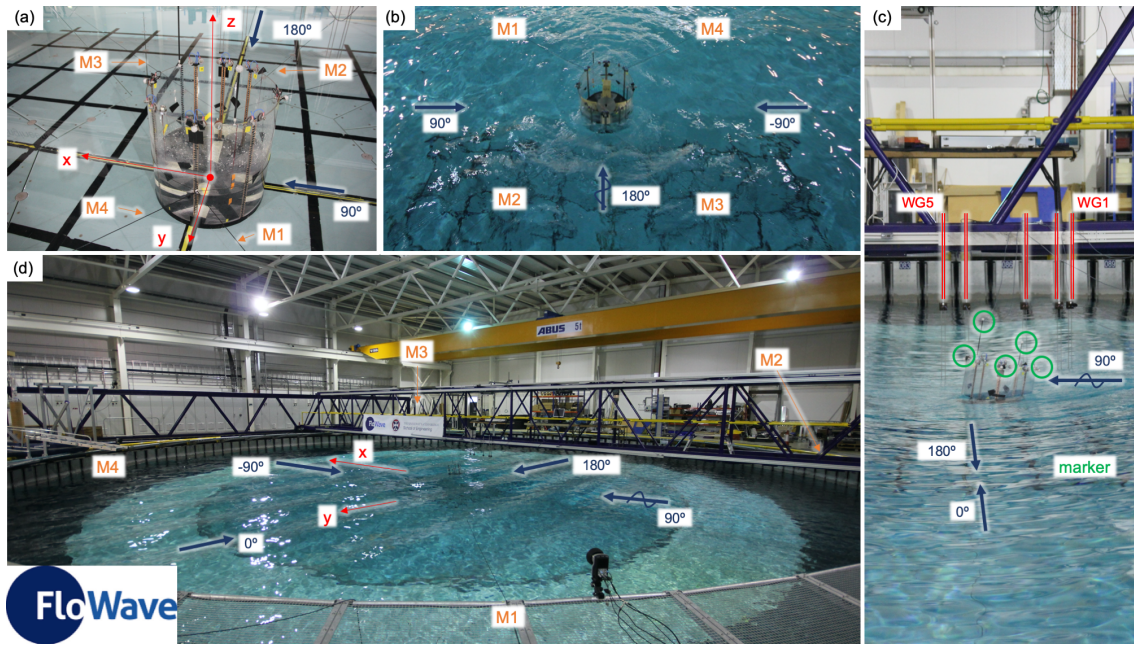 (a)
z
180º
M3
M2
x
90º
M4
y
M1
(b)
M1
M4
90º
-90º
180º
M2
M3
(c)
WG5
WG1
90º
180º
marker
0º
(d)
ABUS 5t
M3
M2
FloWave
M4
-90º
x
180º
y
90º
0º
M1
FloWave